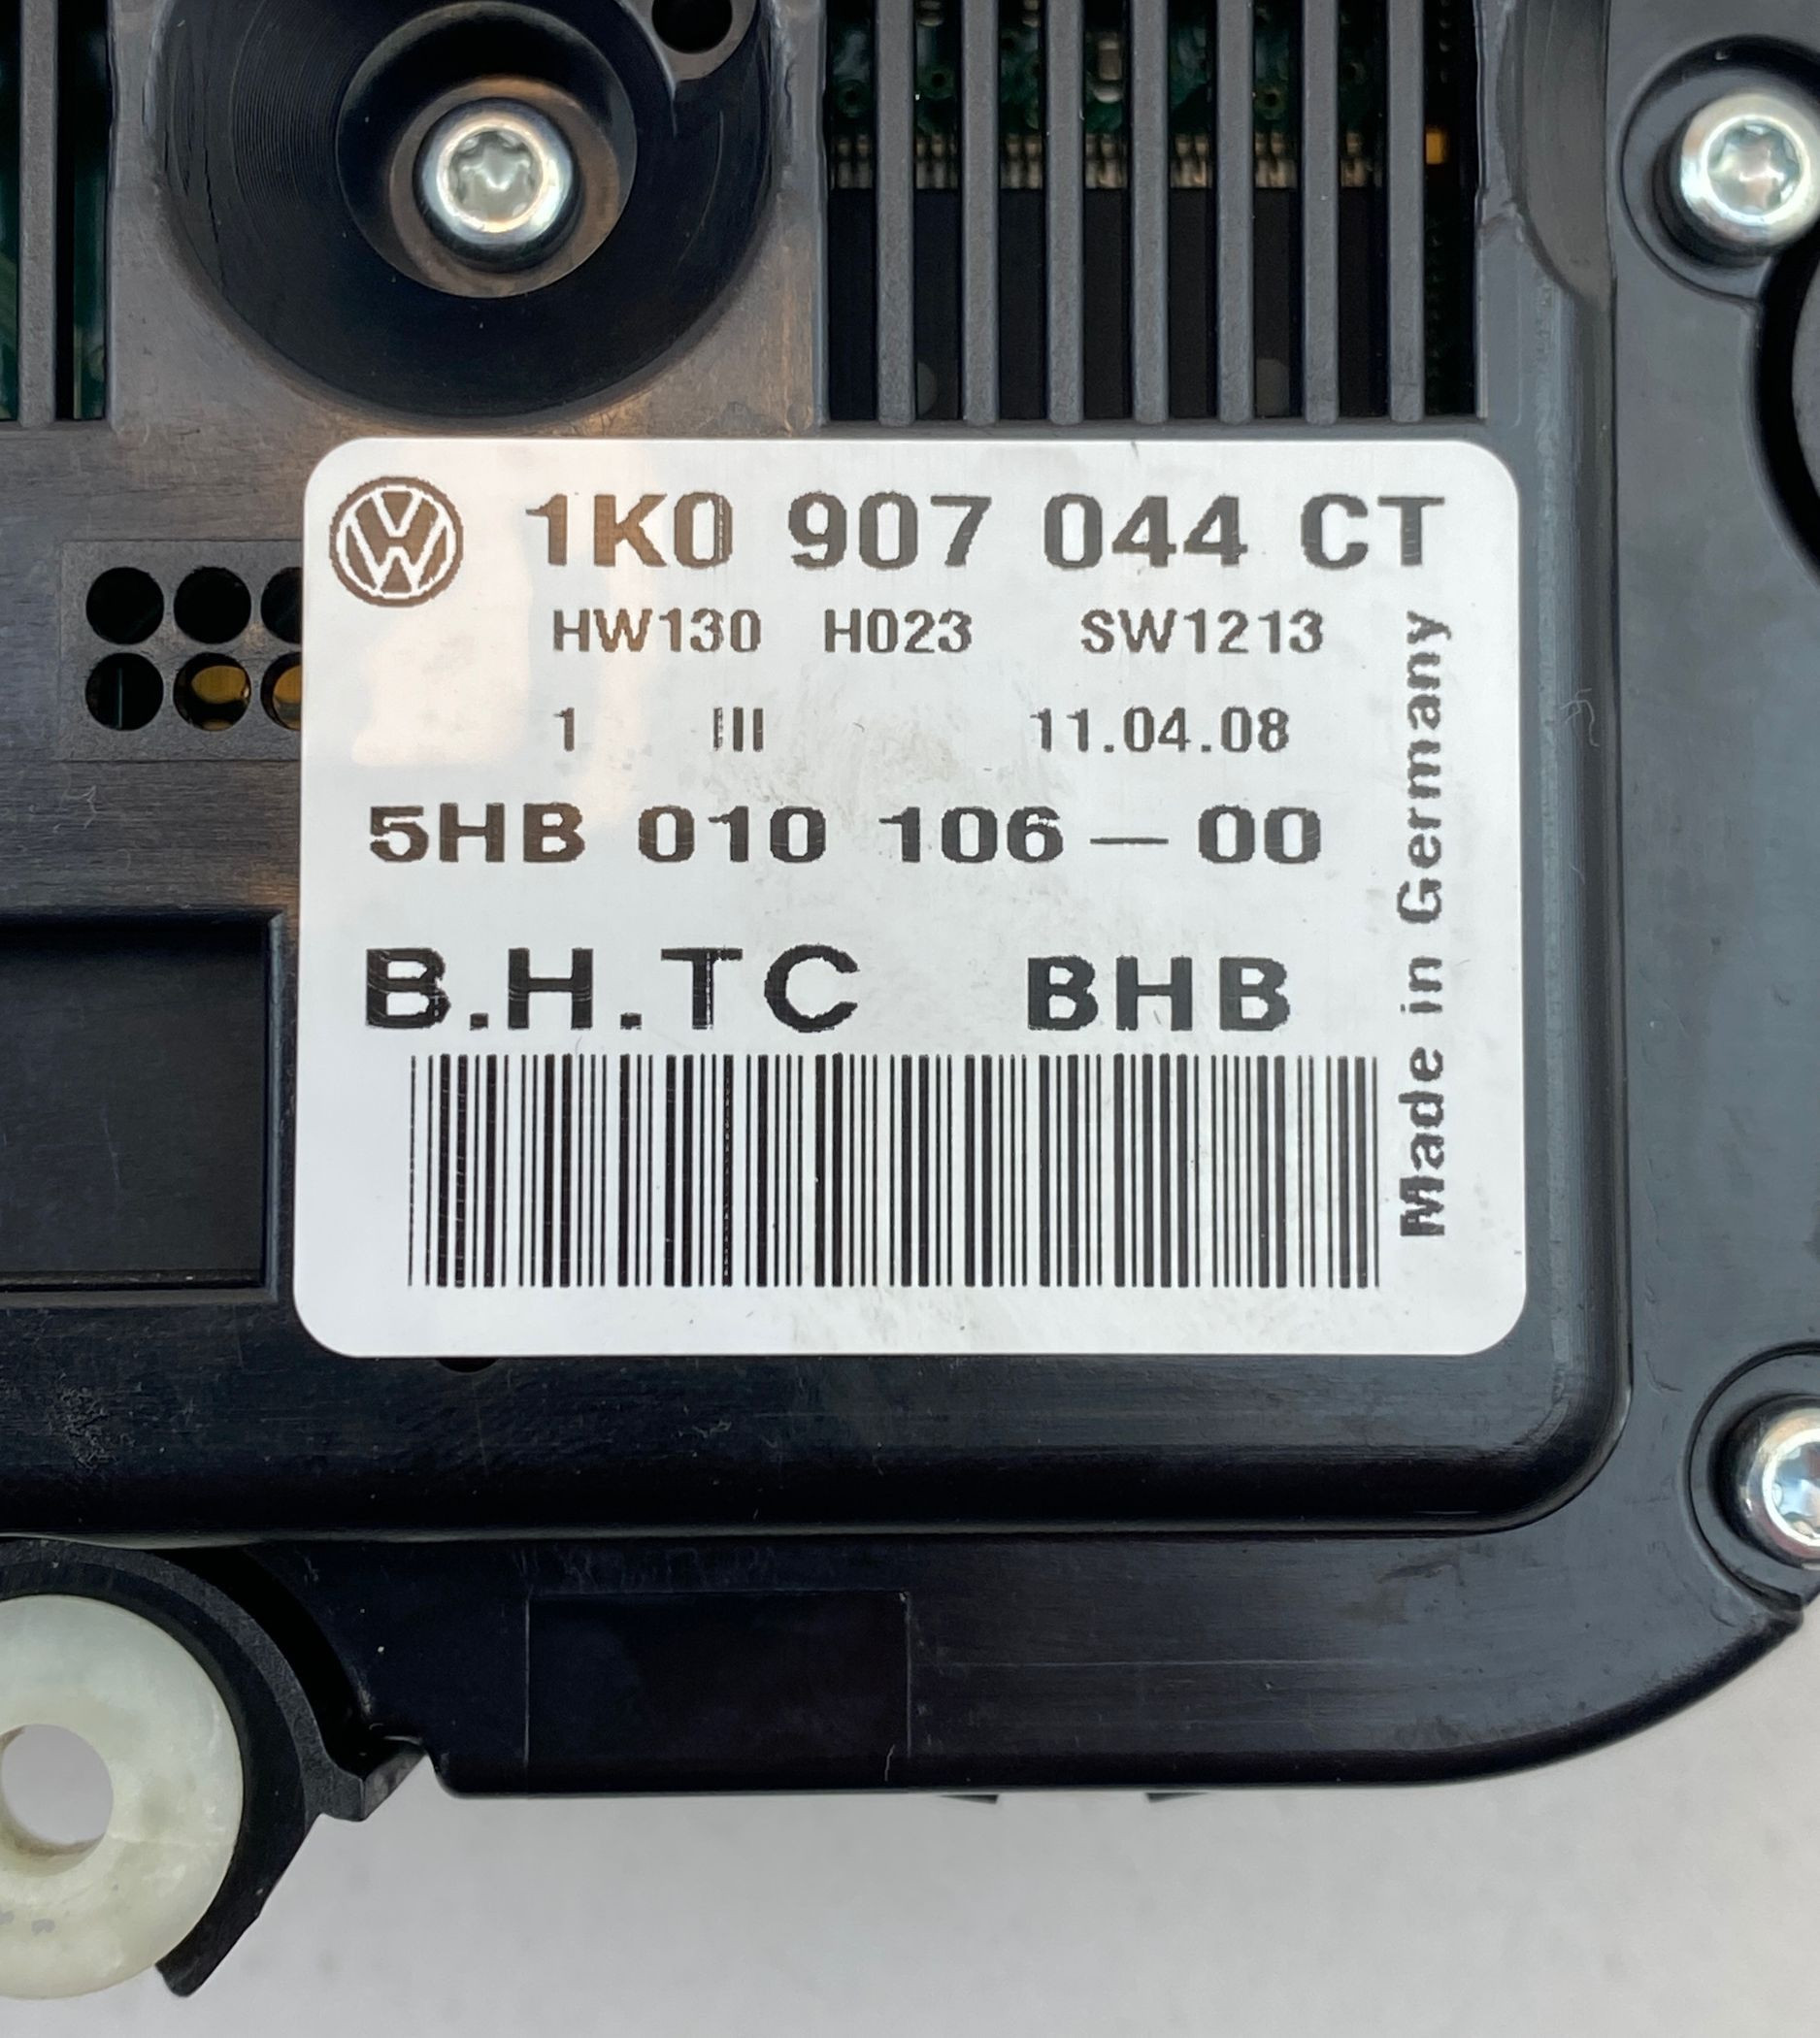 1K0 907 044 CT
HW130 H023 SW1213
1 III 11.04.08
5HB 010 106-00
B.H.TC BHB
Made in Germany